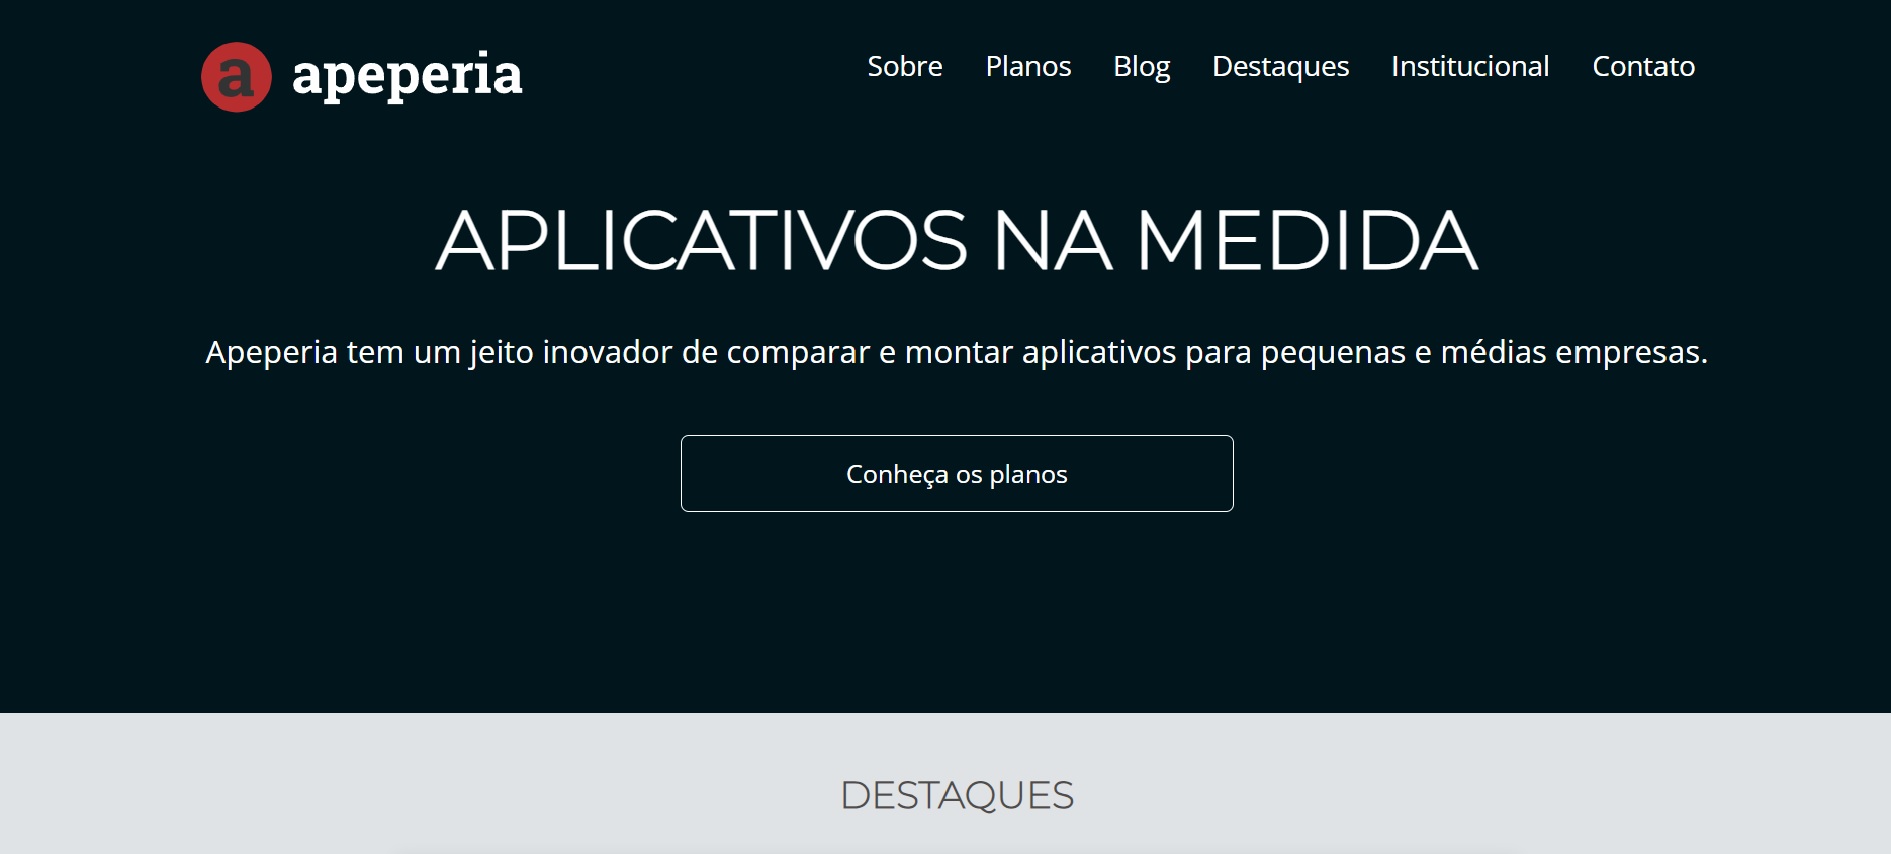 a apeperia
Sobre Planos Blog Destaques Institucional Contato
APLICATIVOS NA MEDIDA
Apeperia tem um jeito inovador de comparar e montar aplicativos para pequenas e médias empresas.
Conheça os planos
DESTAQUES